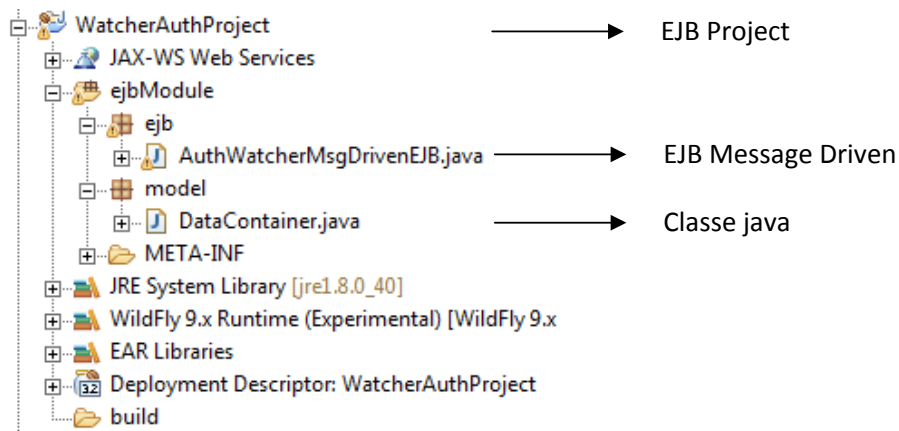 WatcherAuthProject EJB Project
JAX-WS Web Services
ejbModule
ejb
AuthWatcherMsgDrivenEJB.java EJB Message Driven
model
DataContainer.java Classe java
META-INF
JRE System Library [jre1.8.0_40]
WildFly 9.x Runtime (Experimental) [WildFly 9.x
EAR Libraries
Deployment Descriptor: WatcherAuthProject
build